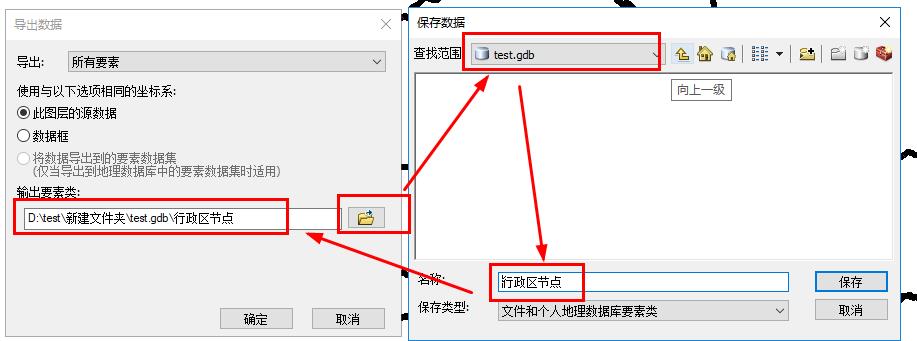 导出数据
导出:
所有要素
使用与以下选项相同的坐标系:
此图层的源数据
数据框
将数据导出到的要素数据集
(仅当导出到地理数据库中的要素数据集时适用)
输出要素类:
D:\test\新建文件夹\test.gdb\行政区节点
确定
取消
保存数据
查找范围
test.gdb
向上一级
名称:
行政区节点
保存
保存类型:
文件和个人地理数据库要素类
取消